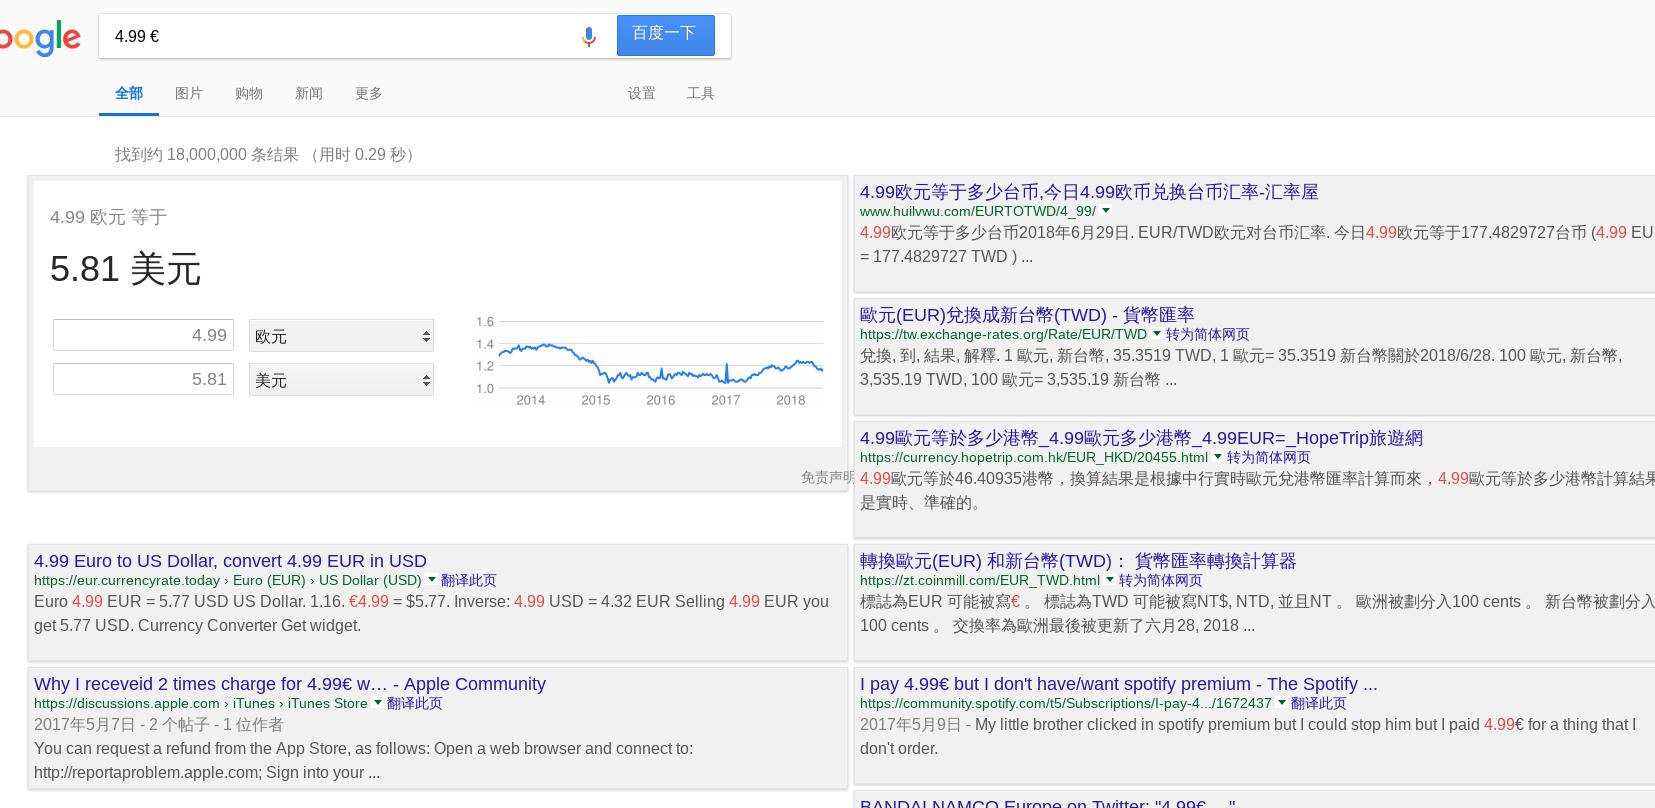 oogle
4.99 €
百度一下
全部 图片 购物 新闻 更多 设置 工具
找到约 18,000,000 条结果 （用时 0.29 秒）
4.99 欧元 等于
5.81 美元
4.99 欧元
5.81 美元
1.6
1.4
1.2
1.0
2014 2015 2016 2017 2018
免责声明
4.99 Euro to US Dollar, convert 4.99 EUR in USD
https://eur.currencyrate.today › Euro (EUR) › US Dollar (USD) 翻译此页
Euro 4.99 EUR = 5.77 USD US Dollar. 1.16. €4.99 = $5.77. Inverse: 4.99 USD = 4.32 EUR Selling 4.99 EUR you
get 5.77 USD. Currency Converter Get widget.
Why I receveid 2 times charge for 4.99€ w… - Apple Community
https://discussions.apple.com › iTunes › iTunes Store 翻译此页
2017年5月7日 - 2 个帖子 - 1 位作者
You can request a refund from the App Store, as follows: Open a web browser and connect to:
http://reportaproblem.apple.com; Sign into your ...
4.99欧元等于多少台币,今日4.99欧币兑换台币汇率-汇率屋
www.huilvwu.com/EURTOTWD/4_99/
4.99欧元等于多少台币2018年6月29日. EUR/TWD欧元对台币汇率. 今日4.99欧元等于177.4829727台币 (4.99 EU
= 177.4829727 TWD ) ...
歐元(EUR)兌換成新台幣(TWD) - 貨幣匯率
https://tw.exchange-rates.org/Rate/EUR/TWD 转为简体网页
兌換, 到, 結果, 解釋. 1 歐元, 新台幣, 35.3519 TWD, 1 歐元= 35.3519 新台幣關於2018/6/28. 100 歐元, 新台幣,
3,535.19 TWD, 100 歐元= 3,535.19 新台幣 ...
4.99歐元等於多少港幣_4.99歐元多少港幣_4.99EUR=_HopeTrip旅遊網
https://currency.hopetrip.com.hk/EUR_HKD/20455.html 转为简体网页
4.99歐元等於46.40935港幣，換算結果是根據中行實時歐元兌港幣匯率計算而來，4.99歐元等於多少港幣計算結果
是實時、準確的。
轉換歐元(EUR) 和新台幣(TWD)： 貨幣匯率轉換計算器
https://zt.coinmill.com/EUR_TWD.html 转为简体网页
標誌為EUR 可能被寫€ 。 標誌為TWD 可能被寫NT$, NTD, 並且NT 。 歐洲被劃分入100 cents 。 新台幣被劃分入
100 cents 。 交換率為歐洲最後被更新了六月28, 2018 ...
I pay 4.99€ but I don't have/want spotify premium - The Spotify ...
https://community.spotify.com/t5/Subscriptions/I-pay-4.../1672437 翻译此页
2017年5月9日 - My little brother clicked in spotify premium but I could stop him but I paid 4.99€ for a thing that I
don't order.
BANDAI NAMCO Europe on Twitter: "4.99€ ..."